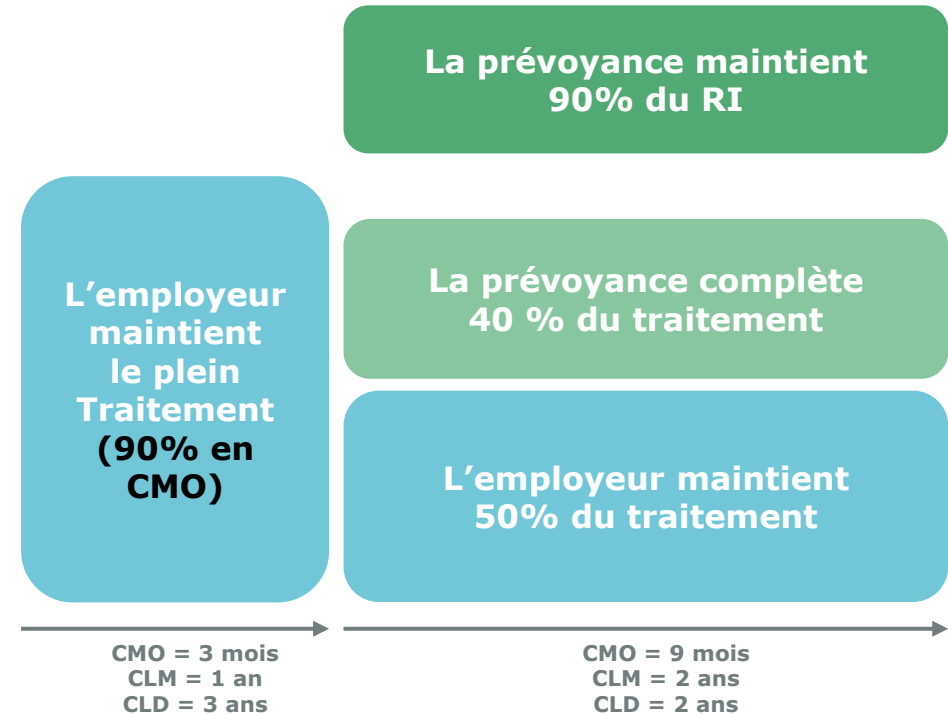 La prévoyance maintient
90% du RI
L’employeur
maintient
le plein
Traitement
(90% en
CMO)
La prévoyance complète
40 % du traitement
L’employeur maintient
50% du traitement
CMO = 3 mois
CLM = 1 an
CLD = 3 ans
CMO = 9 mois
CLM = 2 ans
CLD = 2 ans